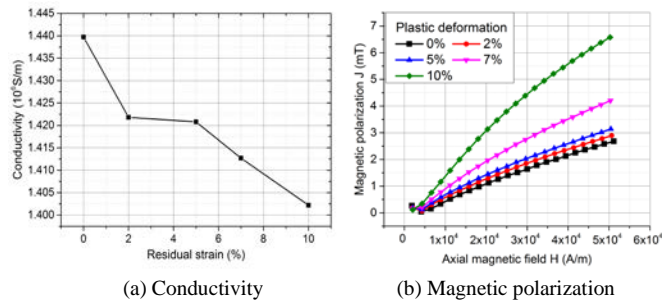 1.445
1.440
1.435
1.430
1.425
1.420
1.415
1.410
1.405
1.400
Conductivity (10⁶S/m)
0 2 4 6 8 10
Residual strain (%)
(a) Conductivity
7
6
5
4
3
2
1
0
Magnetic polarization J (mT)
Plastic deformation
0% 2%
5% 7%
10%
0 1x10⁴ 2x10⁴ 3x10⁴ 4x10⁴ 5x10⁴ 6x10⁴
Axial magnetic field H (A/m)
(b) Magnetic polarization